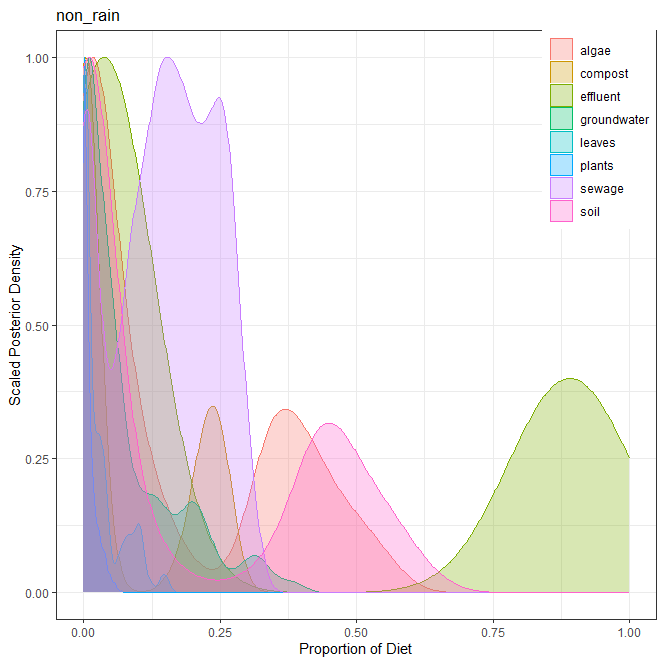 non_rain
algae
compost
effluent
groundwater
leaves
plants
sewage
soil
1.00
0.75
0.50
0.25
0.00
Scaled Posterior Density
0.00 0.25 0.50 0.75 1.00
Proportion of Diet